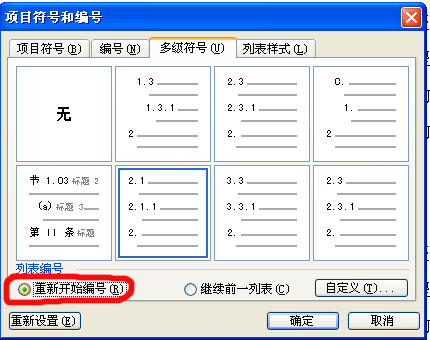 项目符号和编号
项目符号(B) 编号(N) 多级符号(U) 列表样式(L)
无
1.3
1.3.1
2
2.3
2.3.1
2
0.
1.
2
节 1.03 标题 2
(a) 标题 3
第 II 条 标题
2.1
2.1.1
2.
3.3
3.3.1
2.
2.3
2.3.1
2.
列表编号
重新开始编号(R) 继续前一列表(C) 自定义(T)...
重新设置(E) 确定 取消